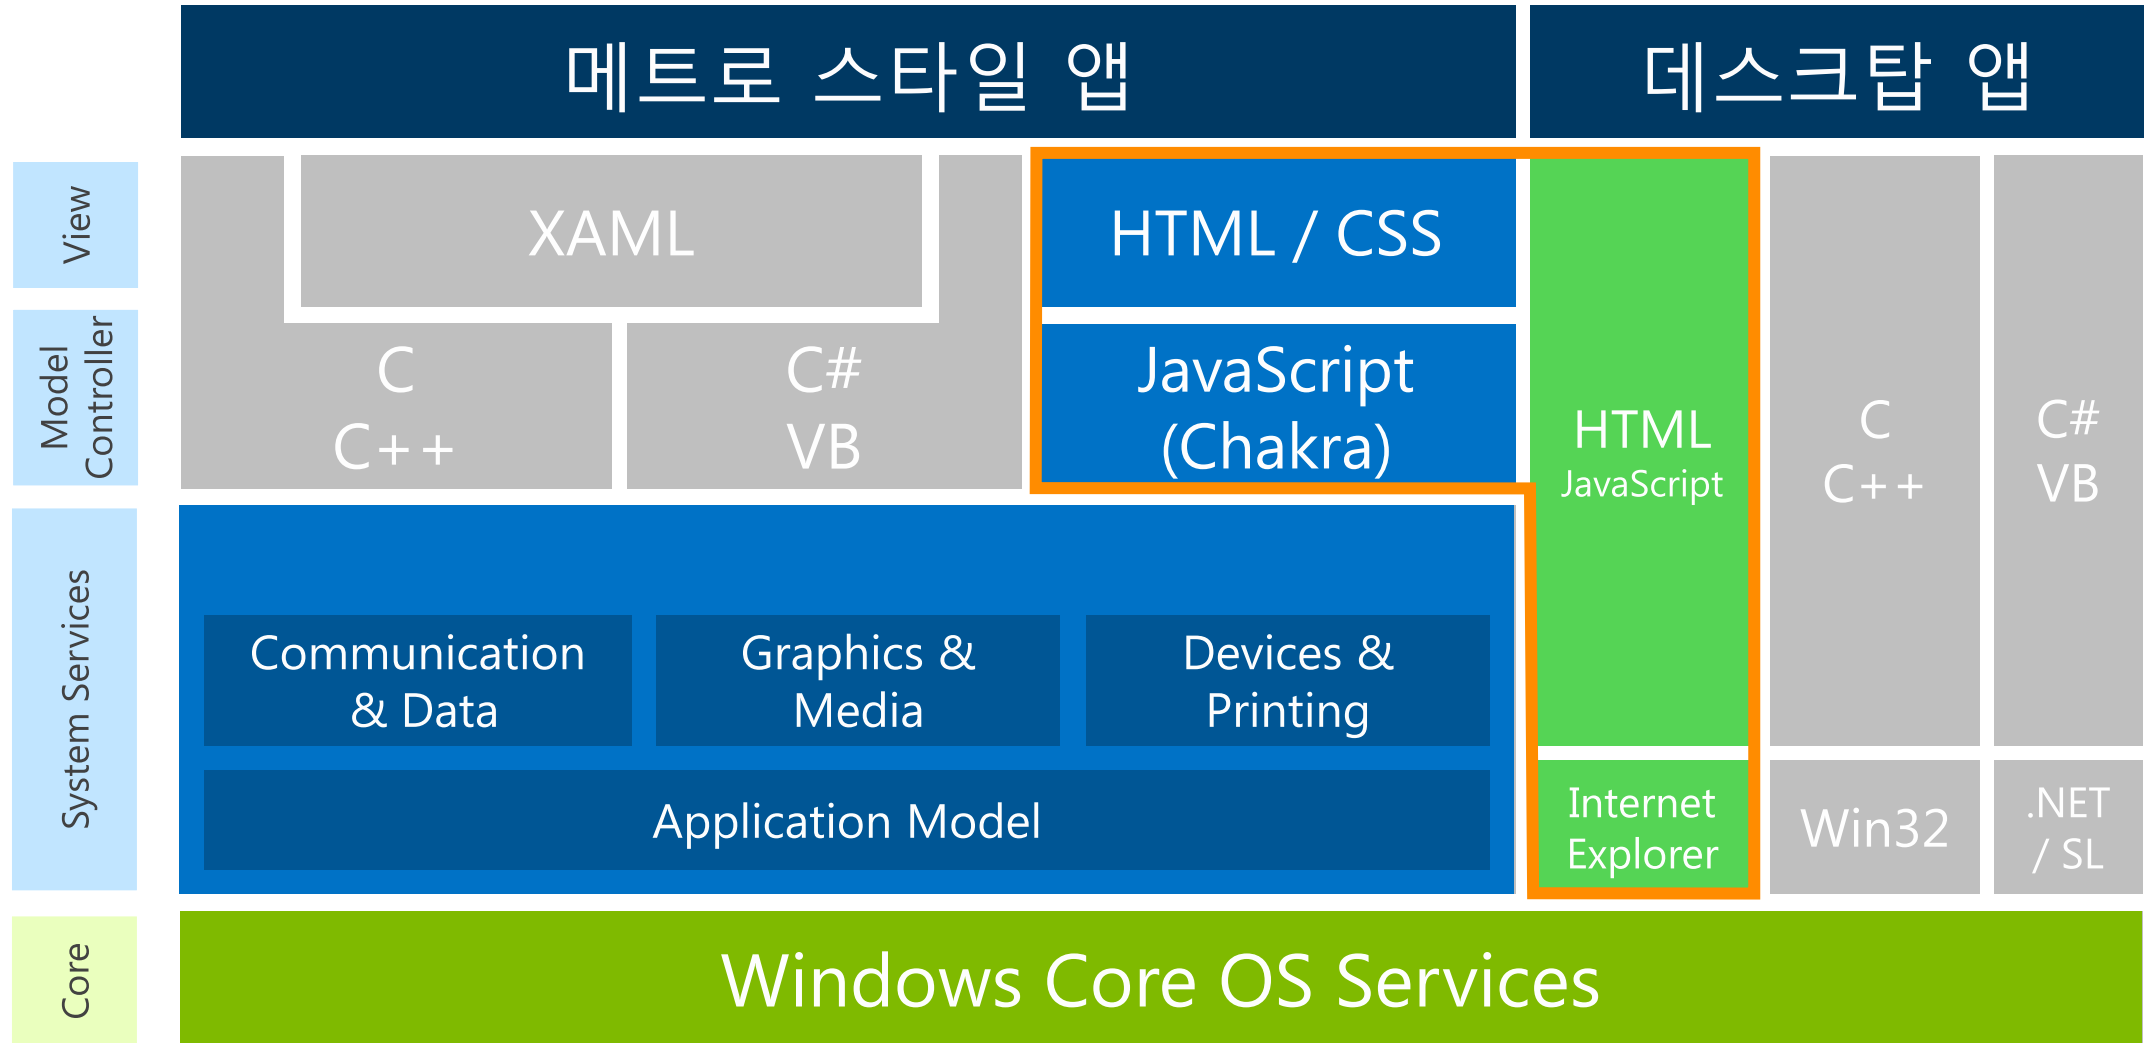 메트로 스타일 앱
데스크탑 앱
View
XAML
HTML / CSS
Model
Controller
C
C++
C#
VB
JavaScript
(Chakra)
HTML
JavaScript
C
C++
C#
VB
System Services
Communication
& Data
Graphics &
Media
Devices &
Printing
Application Model
Internet
Explorer
Win32
.NET
/ SL
Core
Windows Core OS Services